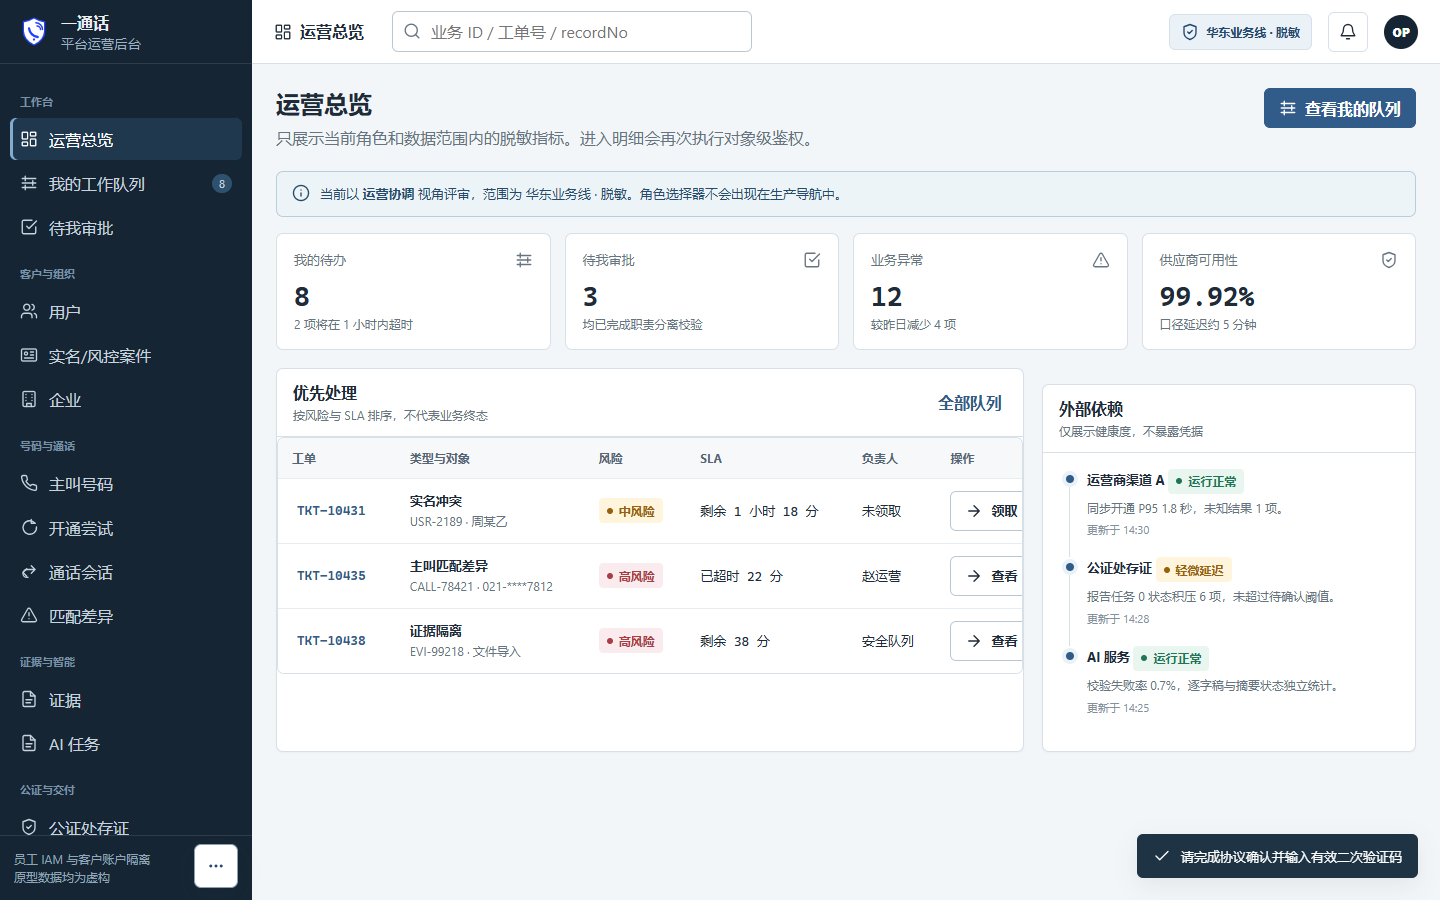 一通话
平台运营后台
工作台
运营总览
我的工作队列 8
待我审批
客户与组织
用户
实名/风控案件
企业
号码与通话
主叫号码
开通尝试
通话会话
匹配差异
证据与智能
证据
AI 任务
公证与交付
公证处存证
员工 IAM 与客户账户隔离
原型数据均为虚构
运营总览
业务 ID / 工单号 / recordNo
华东业务线 · 脱敏
OP
运营总览
只展示当前角色和数据范围内的脱敏指标。进入明细会再次执行对象级鉴权。
查看我的队列
当前以 运营协调 视角评审，范围为 华东业务线 · 脱敏。角色选择器不会出现在生产导航中。
我的待办
8
2 项将在 1 小时内超时
待我审批
3
均已完成职责分离校验
业务异常
12
较昨日减少 4 项
供应商可用性
99.92%
口径延迟约 5 分钟
优先处理
按风险与 SLA 排序，不代表业务终态
全部队列
工单 类型与对象 风险 SLA 负责人 操作
TKT-10431 实名冲突 中风险 剩余 1 小时 18 分 未领取 领取
USR-2189 · 周某乙
TKT-10435 主叫匹配差异 高风险 已超时 22 分 赵运营 查看
CALL-78421 · 021-****7812
TKT-10438 证据隔离 高风险 剩余 38 分 安全队列 查看
EVI-99218 · 文件导入
外部依赖
仅展示健康度，不暴露凭据
运营商渠道 A 运行正常
同步开通 P95 1.8 秒，未知结果 1 项。
更新于 14:30
公证处存证 轻微延迟
报告任务 0 状态积压 6 项，未超过待确认阈值。
更新于 14:28
AI 服务 运行正常
校验失败率 0.7%，逐字稿与摘要状态独立统计。
更新于 14:25
请完成协议确认并输入有效二次验证码